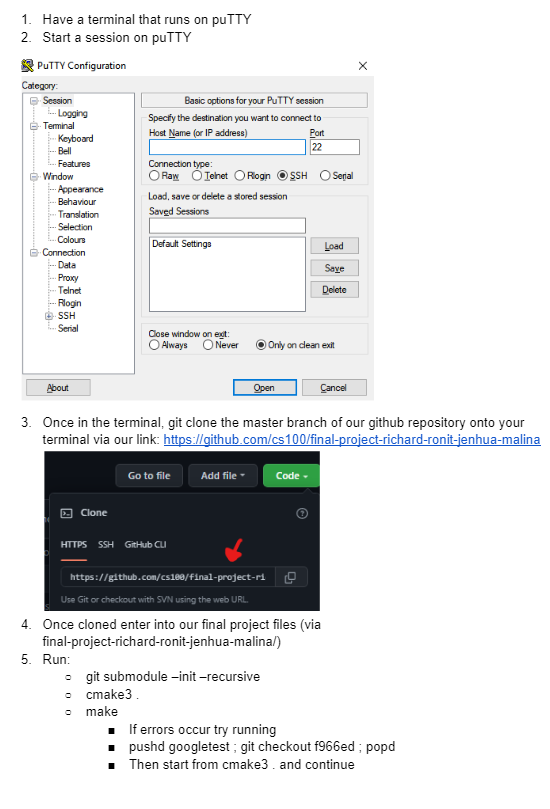 1. Have a terminal that runs on puTTY
2. Start a session on puTTY
PuTTY Configuration
Category:
Session
Logging
Terminal
Keyboard
Bell
Features
Window
Appearance
Behaviour
Translation
Selection
Colours
Connection
Data
Proxy
Telnet
Rlogin
SSH
Serial
Basic options for your PuTTY session
Specify the destination you want to connect to
Host Name (or IP address) Port
22
Connection type:
Raw Telnet Rlogin SSH Serial
Load, save or delete a stored session
Saved Sessions
Default Settings
Load
Save
Delete
Close window on exit:
Always Never Only on clean exit
About Open Cancel
3. Once in the terminal, git clone the master branch of our github repository onto your
terminal via our link: https://github.com/cs100/final-project-richard-ronit-jenhua-malina
Go to file Add file Code
Clone
HTTPS SSH GitHub CLI
https://github.com/cs100/final-project-ri
Use Git or checkout with SVN using the web URL.
4. Once cloned enter into our final project files (via
final-project-richard-ronit-jenhua-malina/)
5. Run:
○ git submodule –init –recursive
○ cmake3 .
○ make
■ If errors occur try running
■ pushd googletest ; git checkout f966ed ; popd
■ Then start from cmake3 . and continue